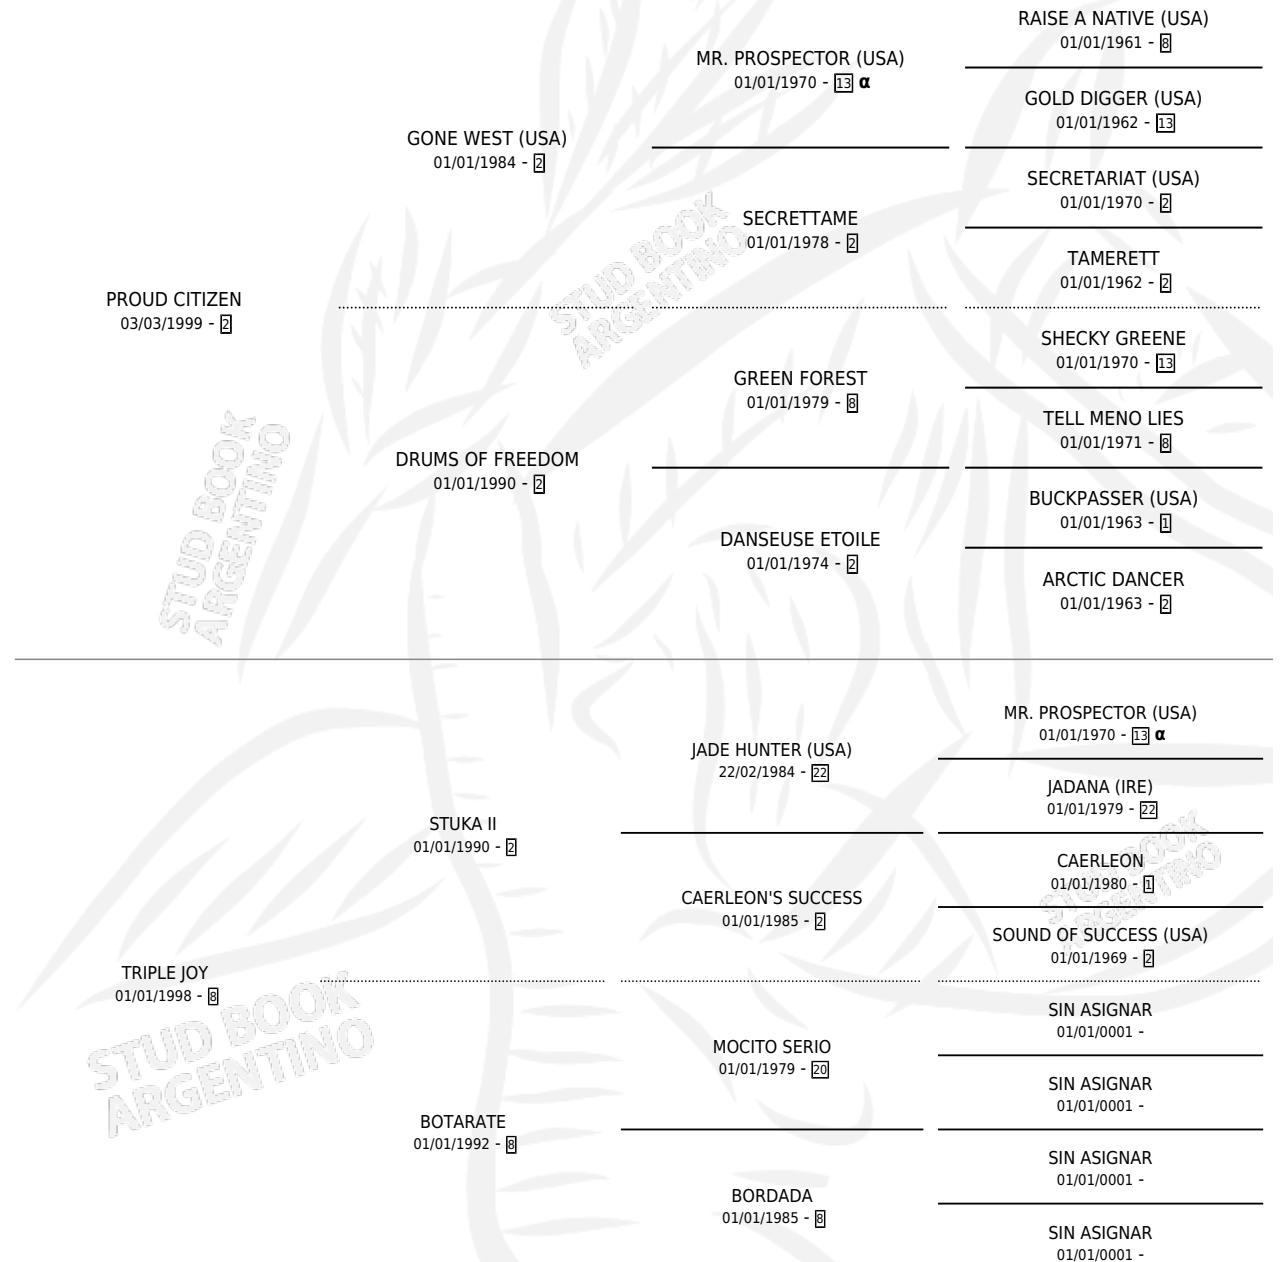 RAISE A NATIVE (USA)
01/01/1961 - 8
MR. PROSPECTOR (USA)
01/01/1970 - 13 α
GOLD DIGGER (USA)
01/01/1962 - 13
GONE WEST (USA)
01/01/1984 - 2
SECRETARIAT (USA)
01/01/1970 - 2
SECRETTAME
01/01/1978 - 2
TAMERETT
01/01/1962 - 2
PROUD CITIZEN
03/03/1999 - 2
SHECKY GREENE
01/01/1970 - 13
GREEN FOREST
01/01/1979 - 8
TELL MENO LIES
01/01/1971 - 8
DRUMS OF FREEDOM
01/01/1990 - 2
BUCKPASSER (USA)
01/01/1963 - 1
DANSEUSE ETOILE
01/01/1974 - 2
ARCTIC DANCER
01/01/1963 - 2
MR. PROSPECTOR (USA)
01/01/1970 - 13 α
JADE HUNTER (USA)
22/02/1984 - 22
JADANA (IRE)
01/01/1979 - 22
STUKA II
01/01/1990 - 2
CAERLEON
01/01/1980 - 1
CAERLEON'S SUCCESS
01/01/1985 - 2
SOUND OF SUCCESS (USA)
01/01/1969 - 2
TRIPLE JOY
01/01/1998 - 8
SIN ASIGNAR
01/01/0001 -
MOCITO SERIO
01/01/1979 - 20
SIN ASIGNAR
01/01/0001 -
BOTARATE
01/01/1992 - 8
SIN ASIGNAR
01/01/0001 -
BORDADA
01/01/1985 - 8
SIN ASIGNAR
01/01/0001 -
STUD BOOK
ARGENTINO
STUD BOOK
ARGENTINO
STUD BOOK
ARGENTINO
STUD BOOK
ARGENTINO